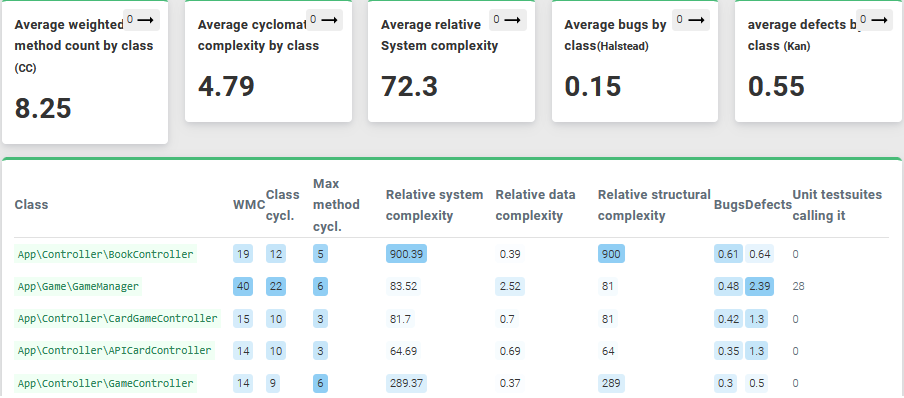 Average weighted 0 →
method count by class
(CC)
8.25
Average cyclomat 0 →
complexity by class
4.79
Average relative 0 →
System complexity
72.3
Average bugs by 0 →
class(Halstead)
0.15
average defects b 0 →
class (Kan)
0.55
Class WMC Class cycl. Max method cycl. Relative system complexity Relative data complexity Relative structural complexity Bugs Defects Unit testsuites calling it
App\Controller\BookController 19 12 5 900.39 0.39 900 0.61 0.64 0
App\Game\GameManager 40 22 6 83.52 2.52 81 0.48 2.39 28
App\Controller\CardGameController 15 10 3 81.7 0.7 81 0.42 1.3 0
App\Controller\APICardController 14 10 3 64.69 0.69 64 0.35 1.3 0
App\Controller\GameController 14 9 6 289.37 0.37 289 0.3 0.5 0